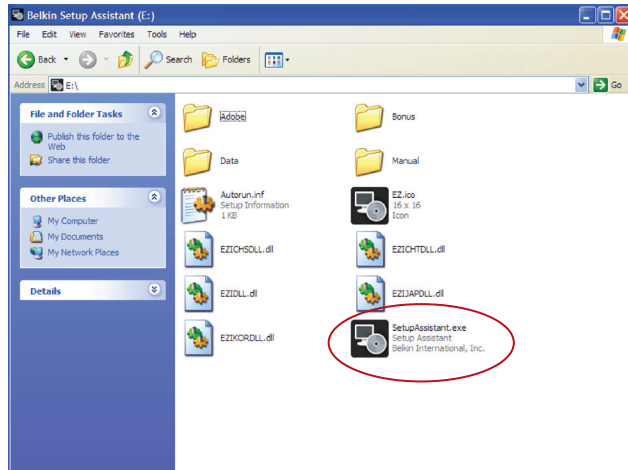 Belkin Setup Assistant (E:)
File Edit View Favorites Tools Help
Back Search Folders
Address E:\ Go
File and Folder Tasks
Publish this folder to the
Web
Share this folder
Other Places
My Computer
My Documents
My Network Places
Details
Adobe
Bonus
Data
Manual
Autorun.inf
Setup Information
1 KB
EZ.ico
16 x 16
Icon
EZICHSDLL.dll
EZICHTDLL.dll
EZIDLL.dll
EZIJAPDLL.dll
EZIKORDLL.dll
SetupAssistant.exe
Setup Assistant
Belkin International, Inc.